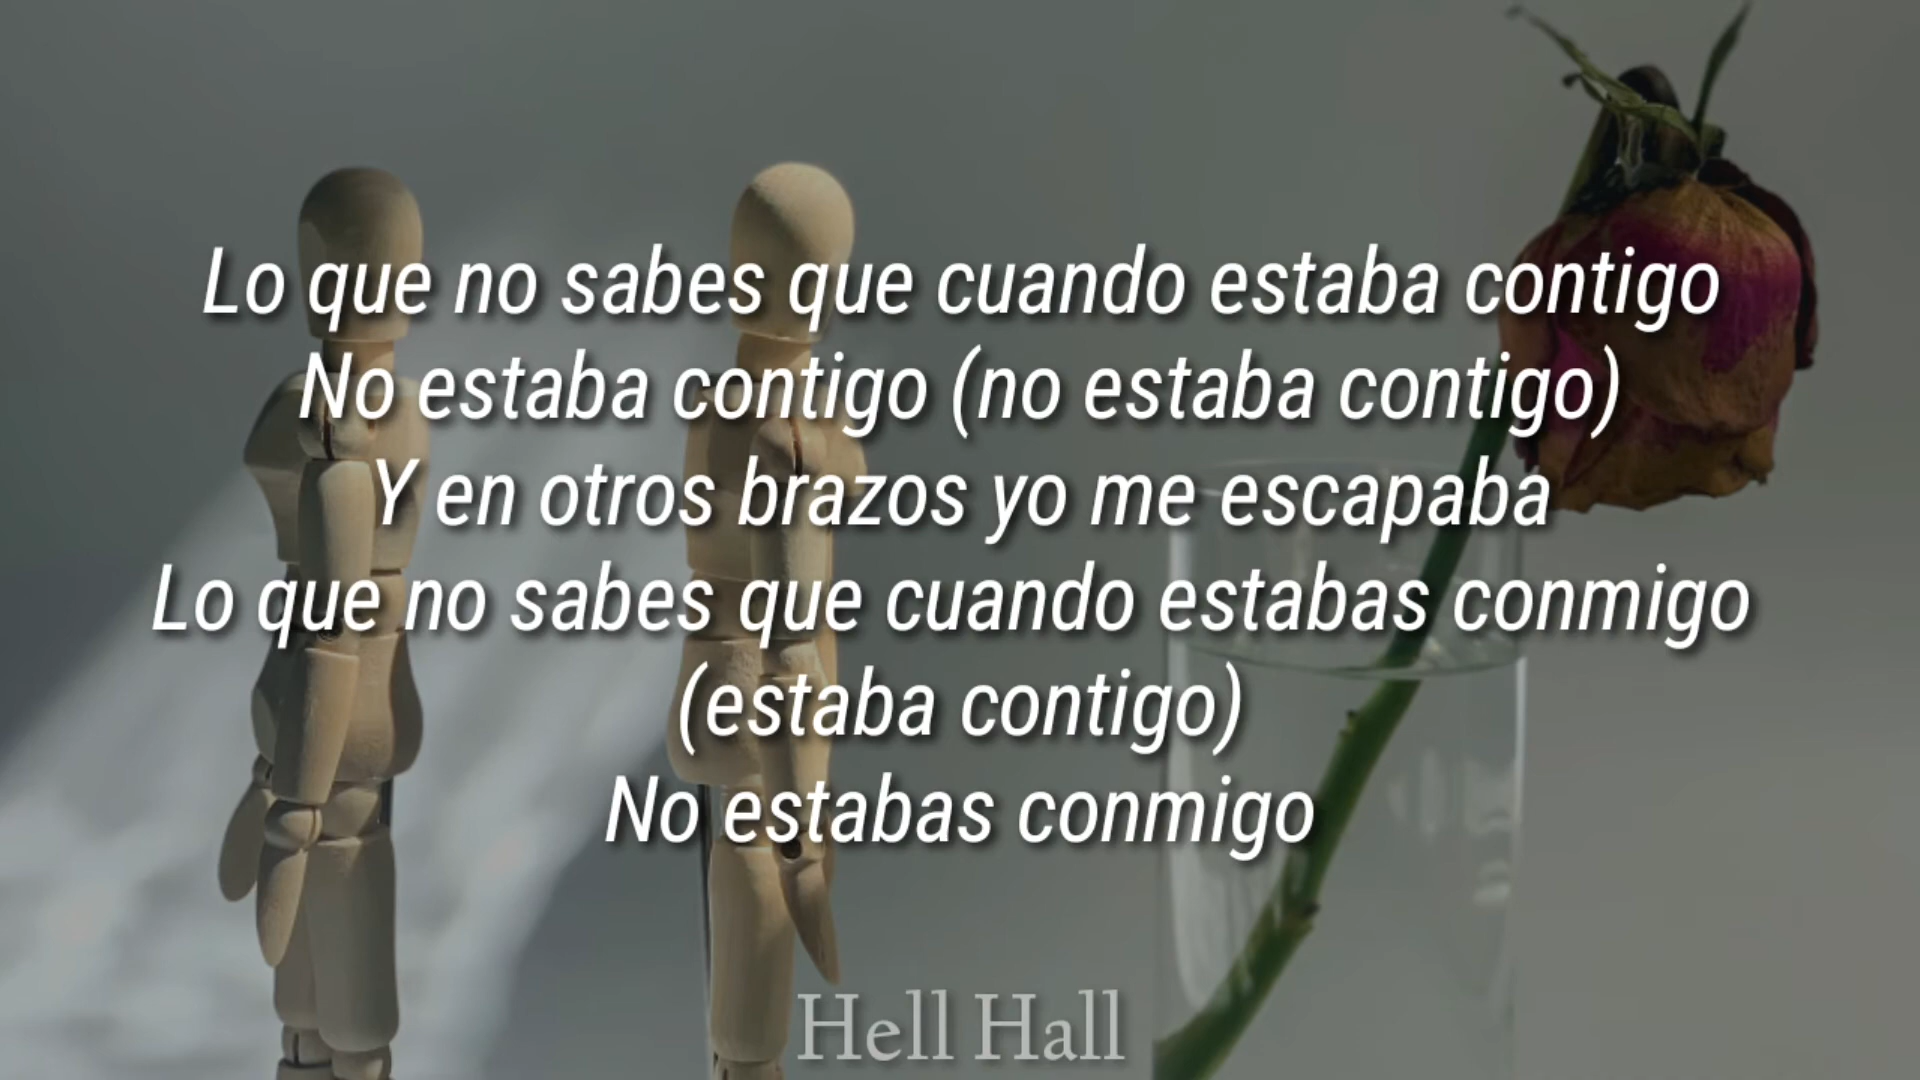 Lo que no sabes que cuando estaba contigo
No estaba contigo (no estaba contigo)
Y en otros brazos yo me escapaba
Lo que no sabes que cuando estabas conmigo
(estaba contigo)
No estabas conmigo
Hell Hall